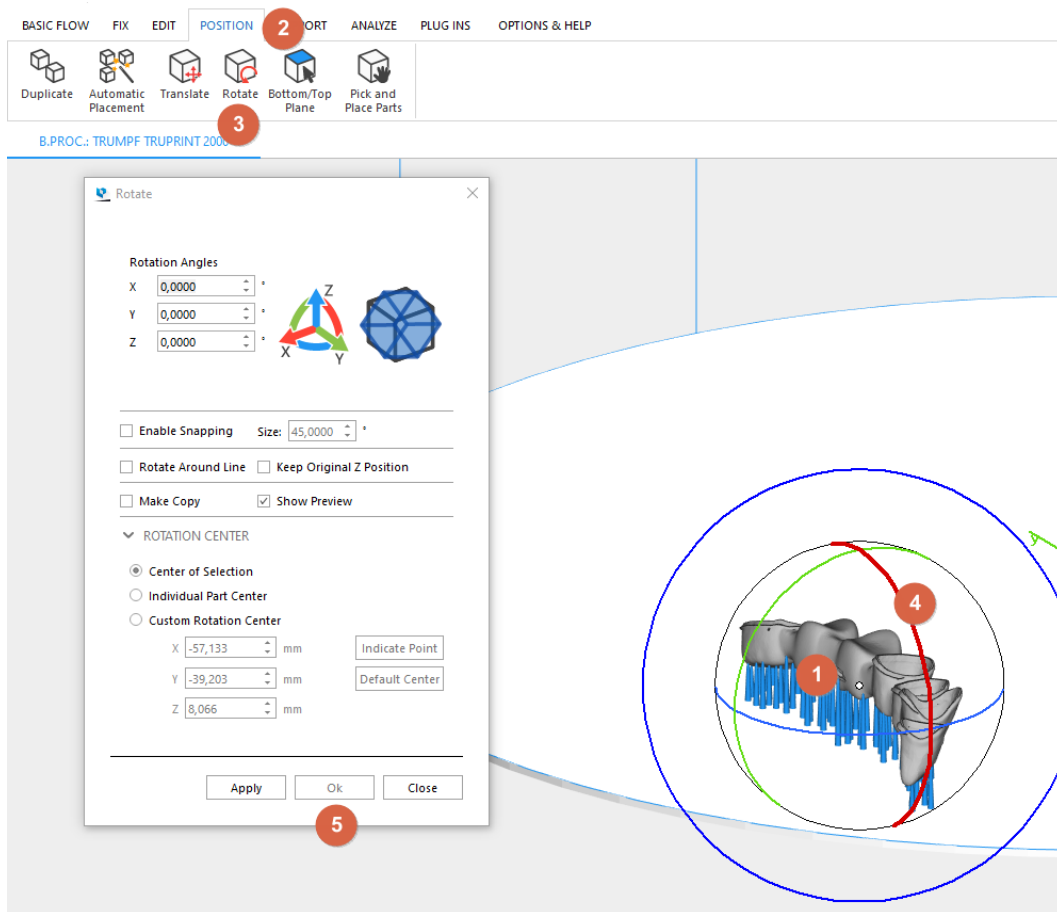 BASIC FLOW FIX EDIT POSITION 2 ORT ANALYZE PLUG INS OPTIONS & HELP
Duplicate Automatic Placement Translate Rotate Bottom/Top Plane Pick and Place Parts
3
B.PROC.: TRUMPF TRUPRINT 200
Rotate
Rotation Angles
X 0,0000 °
Y 0,0000 °
Z 0,0000 °
Z
X
Y
Enable Snapping Size: 45,0000 °
Rotate Around Line Keep Original Z Position
Make Copy Show Preview
ROTATION CENTER
Center of Selection
Individual Part Center
Custom Rotation Center
X -57,133 mm Indicate Point
Y -39,203 mm Default Center
Z 8,066 mm
Apply Ok Close
5
y
4
1